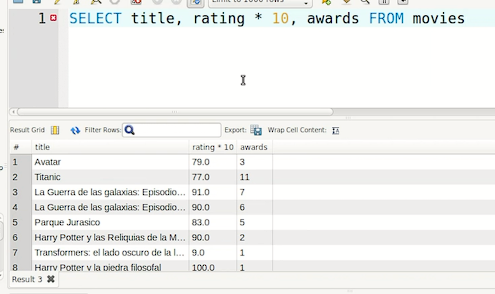 Limit to 1000 rows
1 SELECT title, rating * 10, awards FROM movies
Result Grid Filter Rows: Export: Wrap Cell Content:
# title rating * 10 awards
1 Avatar 79.0 3
2 Titanic 77.0 11
3 La Guerra de las galaxias: Episodio... 91.0 7
4 La Guerra de las galaxias: Episodio... 90.0 6
5 Parque Jurasico 83.0 5
6 Harry Potter y las Reliquias de la M... 90.0 2
7 Transformers: el lado oscuro de la l... 9.0 1
8 Harry Potter y la piedra filosofal 100.0 1
Result 3